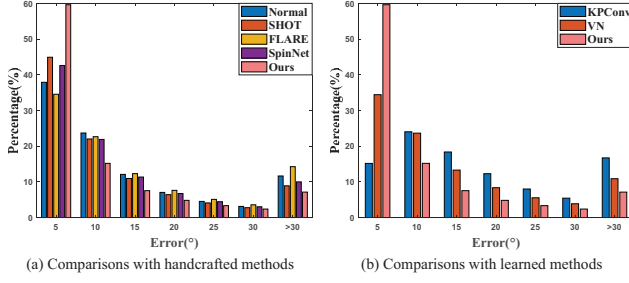 60
50
40
30
20
10
0
Percentage(%)
Normal
SHOT
FLARE
SpinNet
Ours
5 10 15 20 25 30 >30
Error(°)
(a) Comparisons with handcrafted methods
60
50
40
30
20
10
0
Percentage(%)
KPConv
VN
Ours
5 10 15 20 25 30 >30
Error(°)
(b) Comparisons with learned methods